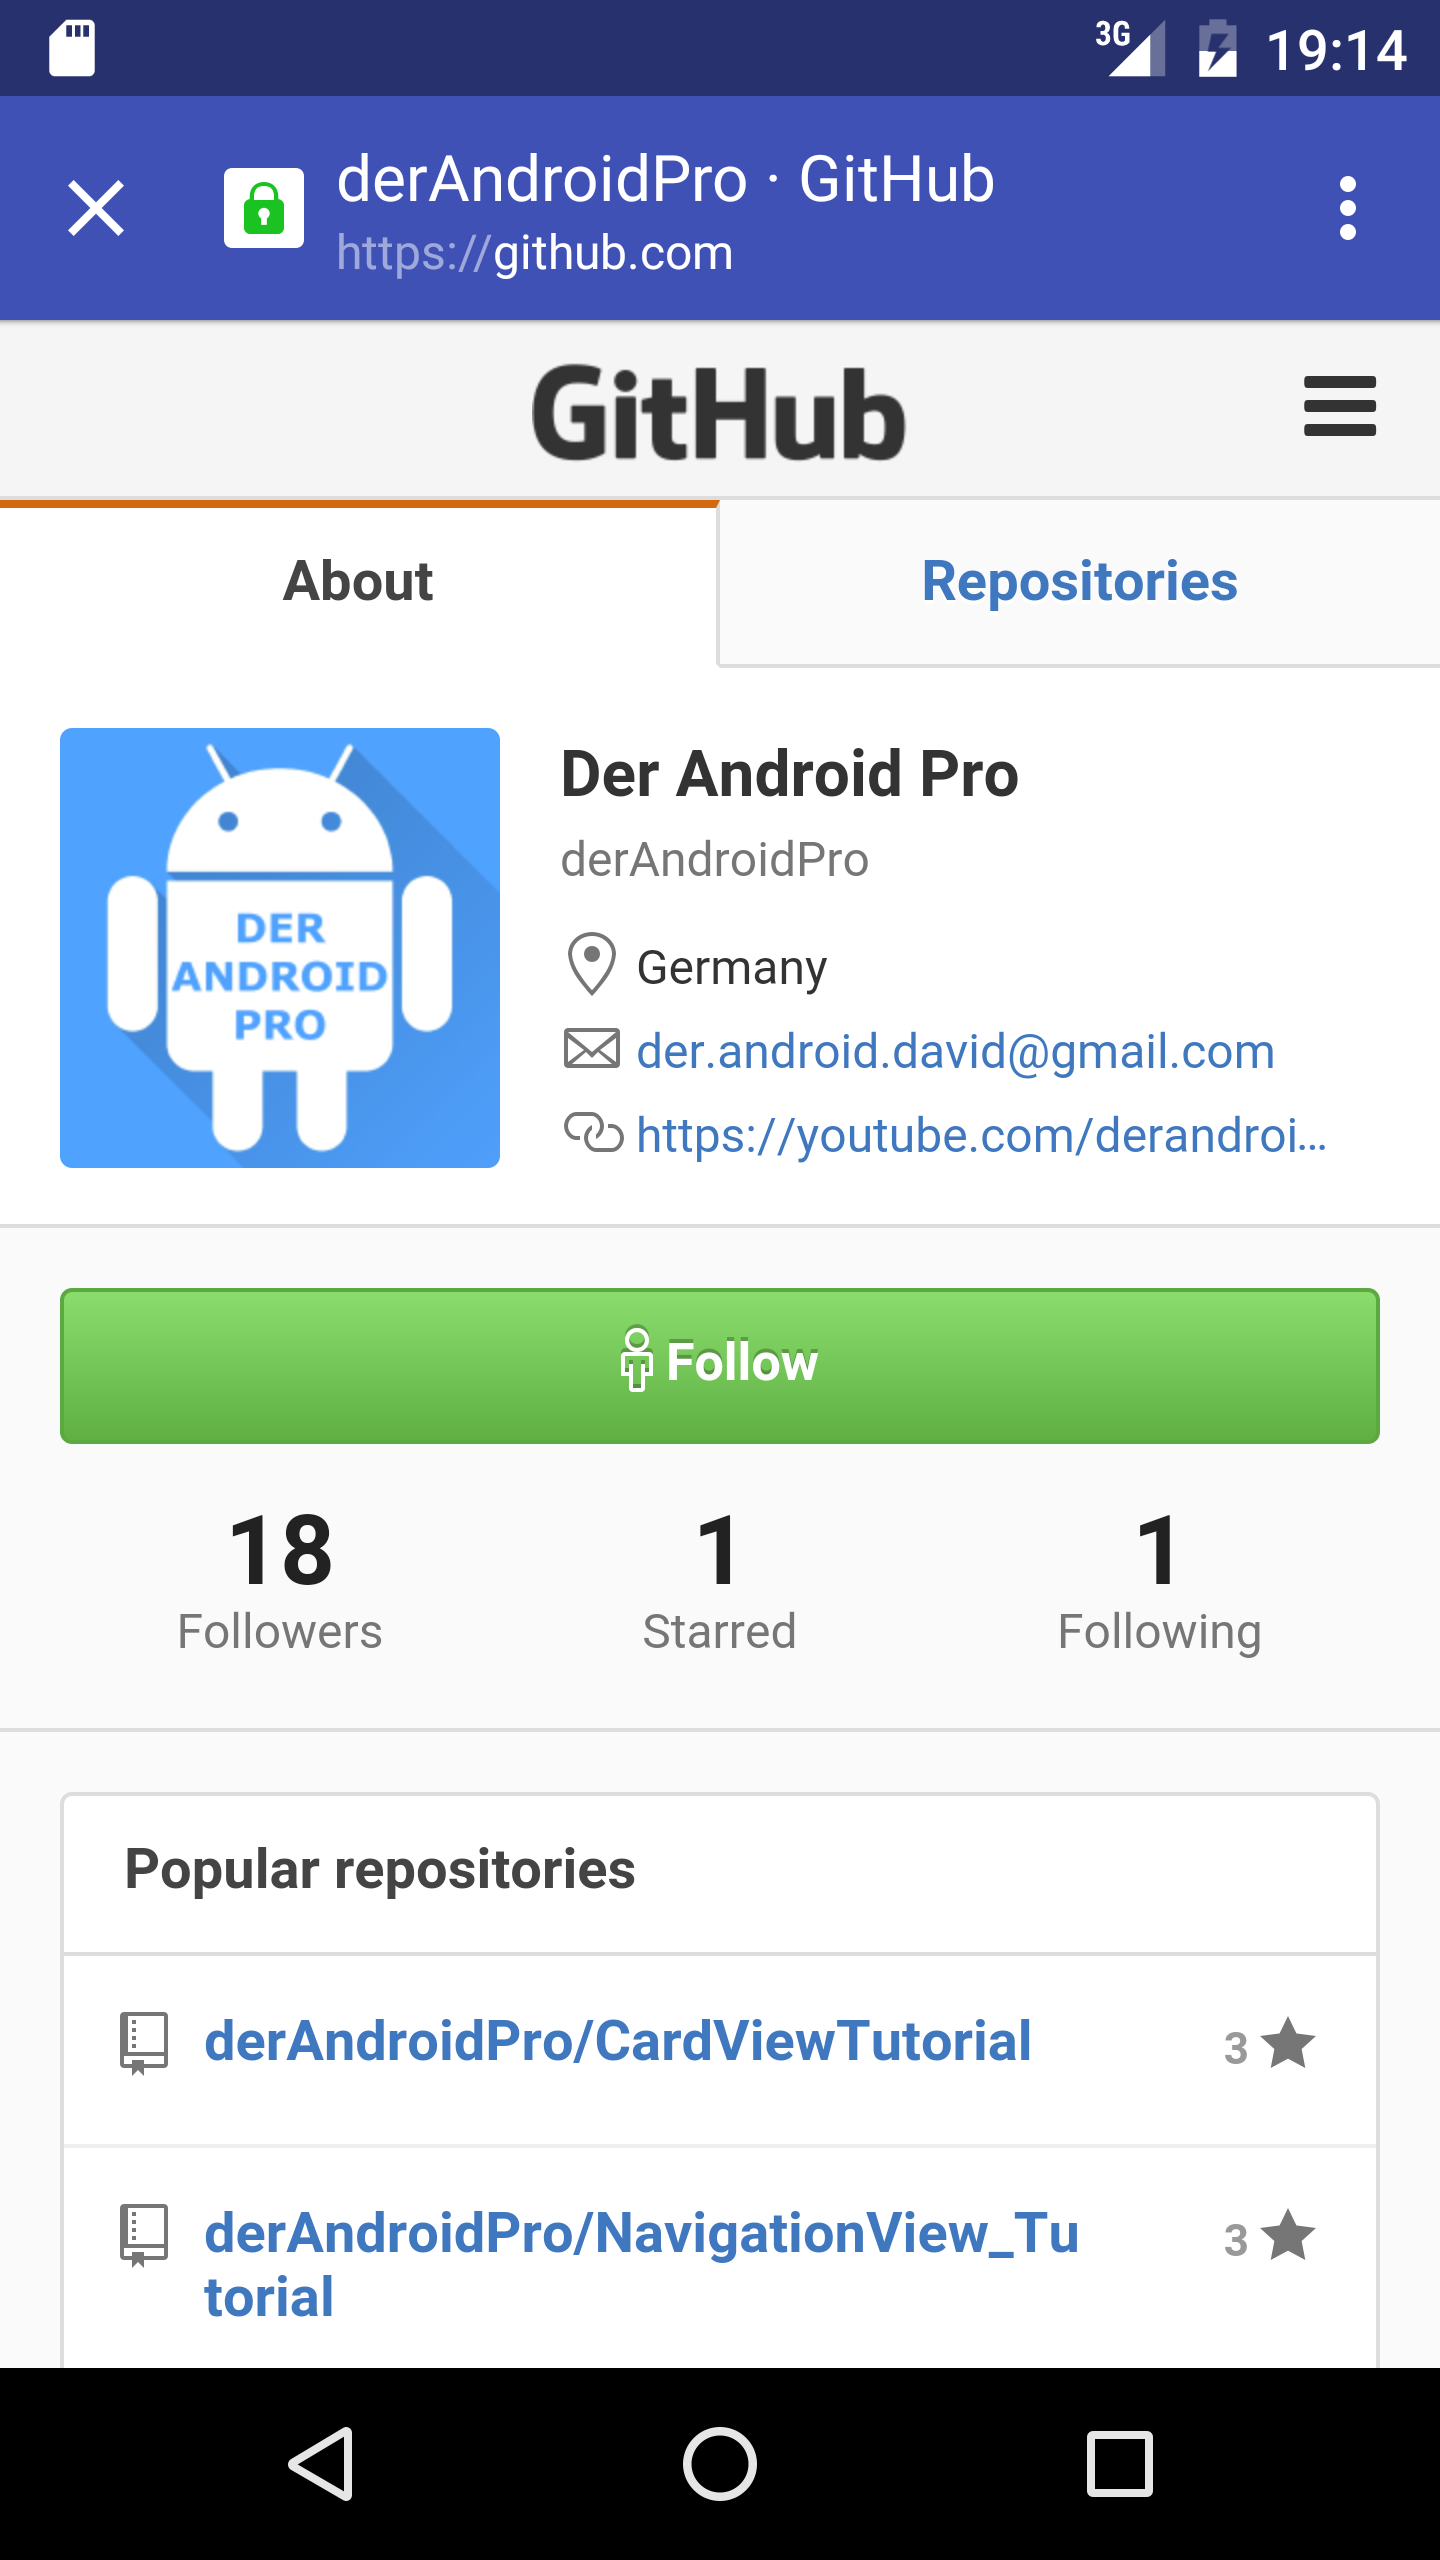 3G 19:14
derAndroidPro · GitHub
https://github.com
GitHub
About Repositories
DER
ANDROID
PRO
Der Android Pro
derAndroidPro
Germany
der.android.david@gmail.com
https://youtube.com/derandroi...
Follow
18 1 1
Followers Starred Following
Popular repositories
derAndroidPro/CardViewTutorial 3
derAndroidPro/NavigationView_Tu 3
torial